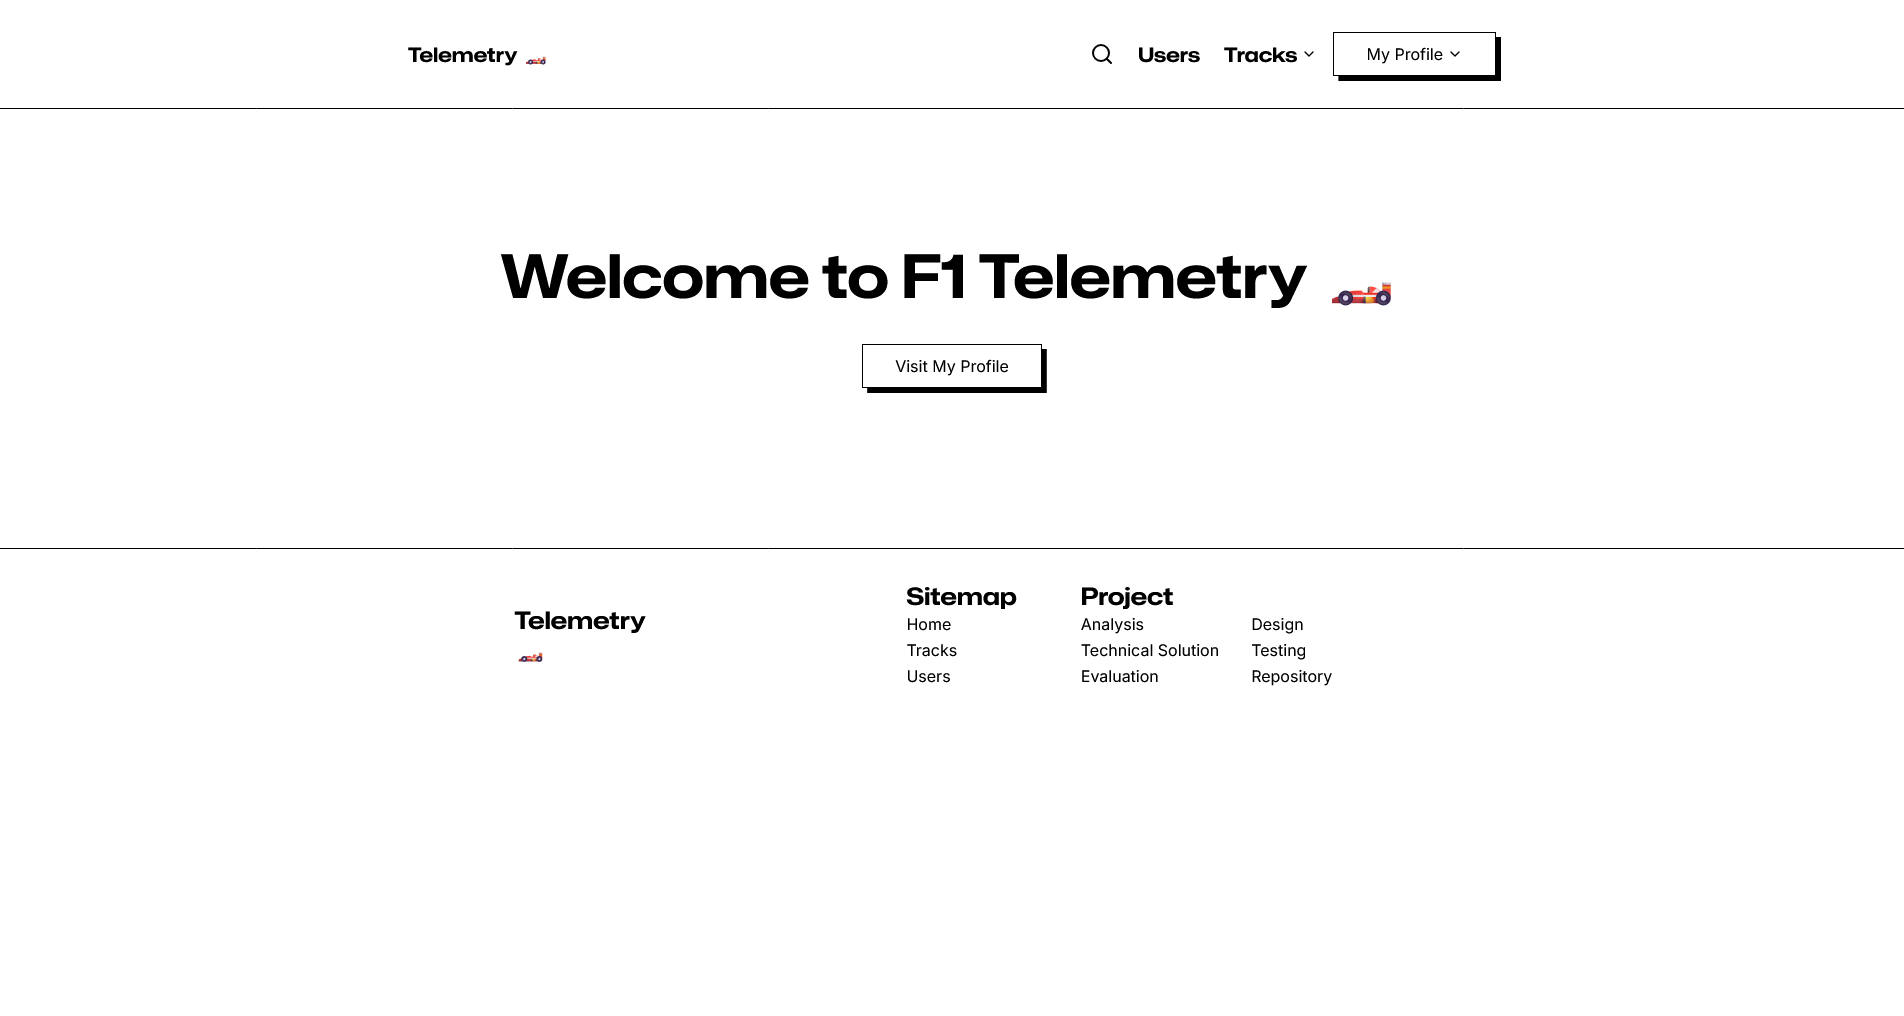 Telemetry 🏎️
Users
Tracks
My Profile
Welcome to F1 Telemetry 🏎️
Visit My Profile
Telemetry
🏎️
Sitemap
Home
Tracks
Users
Project
Analysis
Technical Solution
Evaluation
Design
Testing
Repository